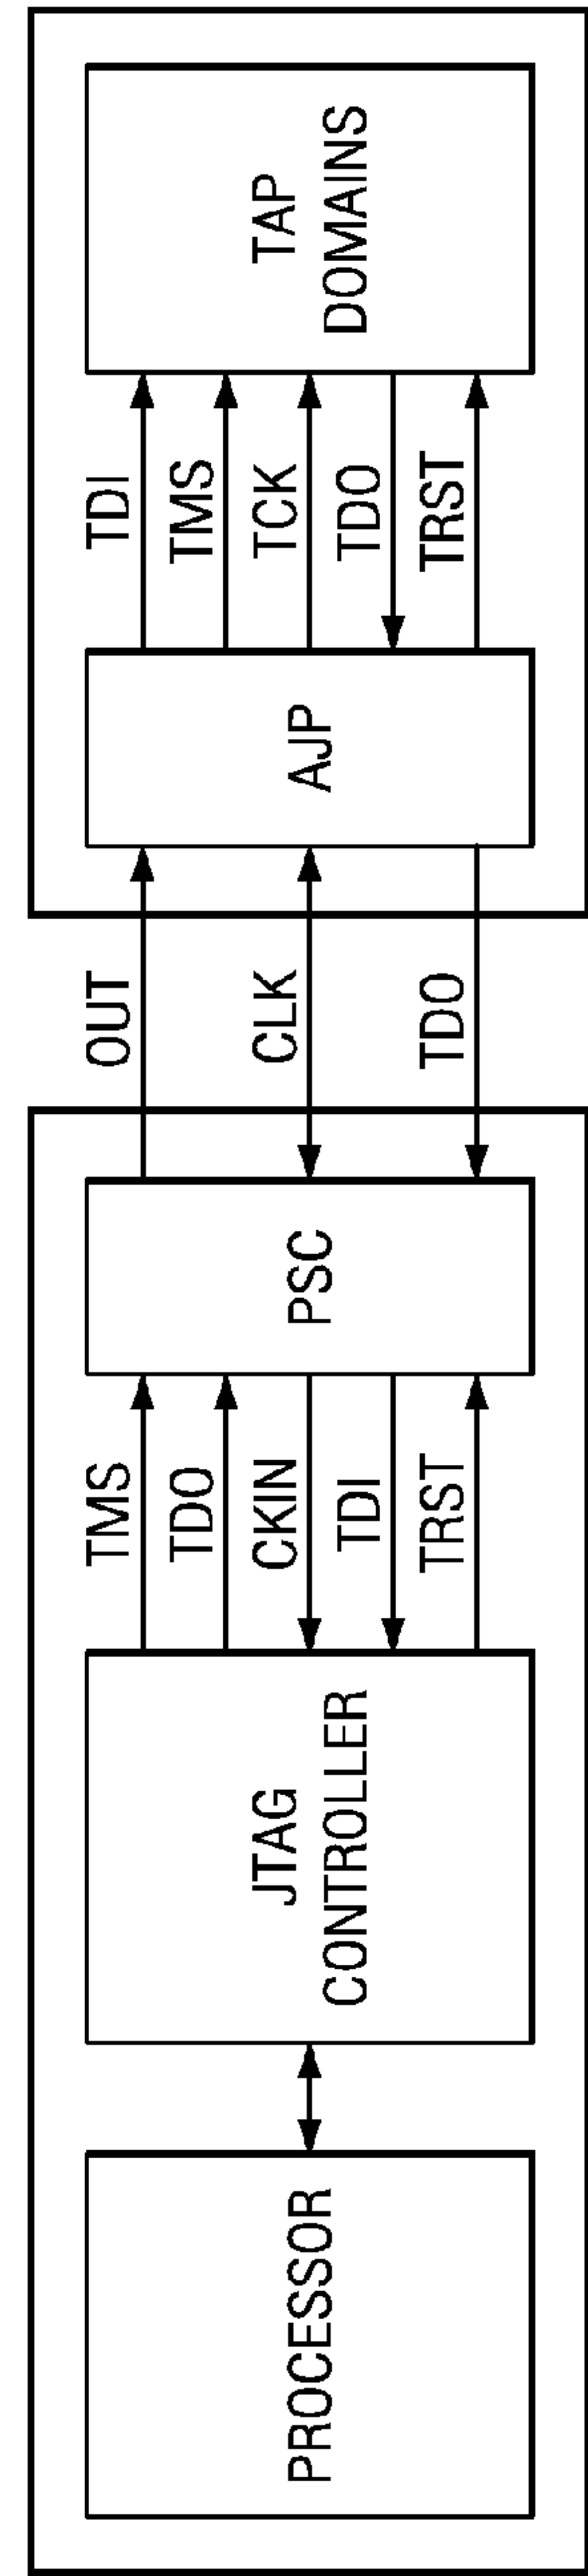 PROCESSOR
JTAG
CONTROLLER
TMS
TDO
CKIN
TDI
TRST
PSC
OUT
CLK
TDO
AJP
TDI
TMS
TCK
TDO
TRST
TAP
DOMAINS